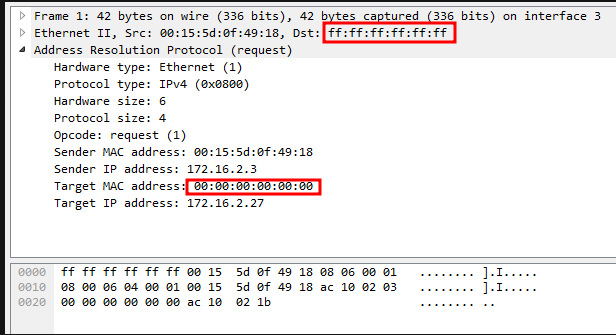 Frame 1: 42 bytes on wire (336 bits), 42 bytes captured (336 bits) on interface 3
Ethernet II, Src: 00:15:5d:0f:49:18, Dst: ff:ff:ff:ff:ff:ff
Address Resolution Protocol (request)
Hardware type: Ethernet (1)
Protocol type: IPv4 (0x0800)
Hardware size: 6
Protocol size: 4
Opcode: request (1)
Sender MAC address: 00:15:5d:0f:49:18
Sender IP address: 172.16.2.3
Target MAC address: 00:00:00:00:00:00
Target IP address: 172.16.2.27
0000 ff ff ff ff ff ff 00 15 5d 0f 49 18 08 06 00 01 ........ ].I.....
0010 08 00 06 04 00 01 00 15 5d 0f 49 18 ac 10 02 03 ........ ].I.....
0020 00 00 00 00 00 00 ac 10 02 1b ........ ..